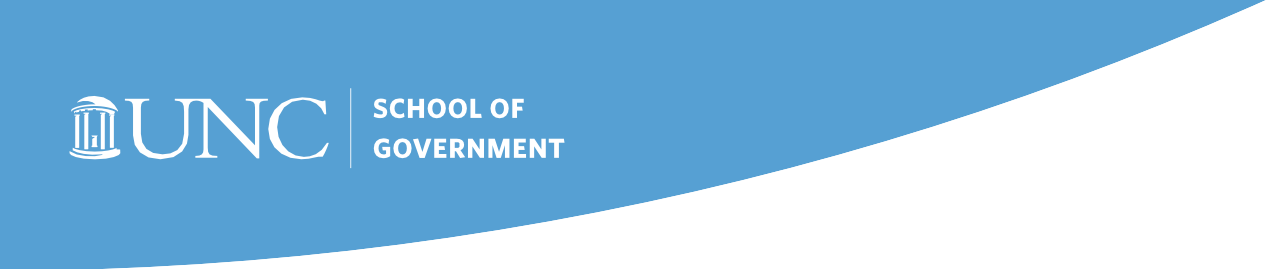 UNC
SCHOOL OF
GOVERNMENT